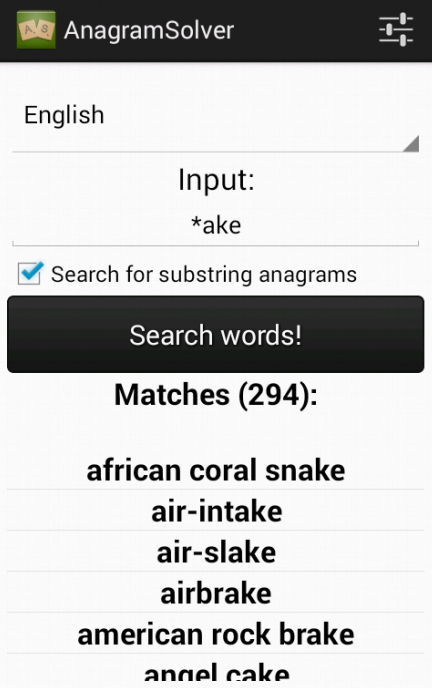 AnagramSolver
English
Input:
*ake
Search for substring anagrams
Search words!
Matches (294):
african coral snake
air-intake
air-slake
airbrake
american rock brake
angel cake